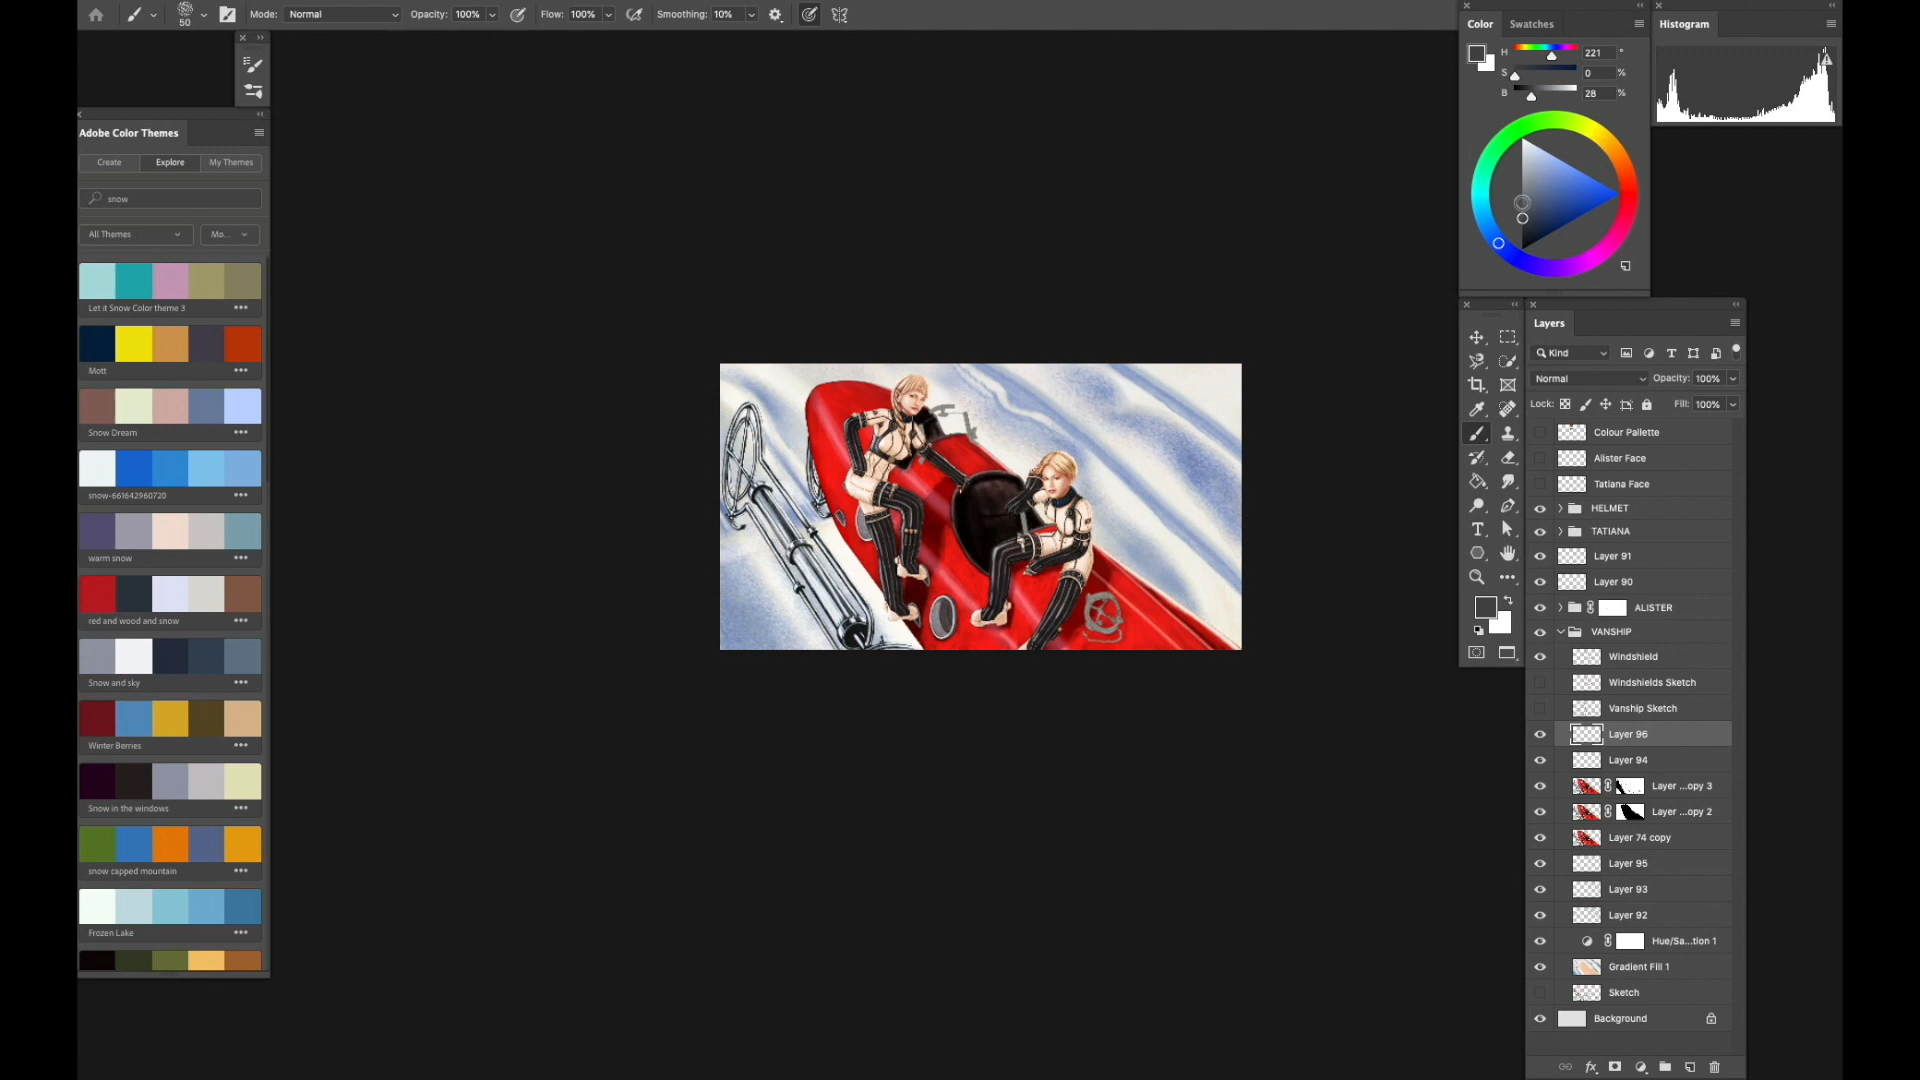 50
Mode: Normal
Opacity: 100%
Flow: 100%
Smoothing: 10%
Color
Swatches
H 221 °
S 0 %
B 28 %
Histogram
Adobe Color Themes
Create
Explore
My Themes
snow
All Themes
Mo...
Let it Snow Color theme 3
Mott
Snow Dream
snow-661642960720
warm snow
red and wood and snow
Snow and sky
Winter Berries
Snow in the windows
snow capped mountain
Frozen Lake
Layers
Kind
Normal
Opacity: 100%
Lock:
Fill: 100%
Colour Pallette
Alister Face
Tatiana Face
HELMET
TATIANA
Layer 91
Layer 90
ALISTER
VANSHIP
Windshield
Windshields Sketch
Vanship Sketch
Layer 96
Layer 94
Layer ...opy 3
Layer ...opy 2
Layer 74 copy
Layer 95
Layer 93
Layer 92
Hue/Sa...tion 1
Gradient Fill 1
Sketch
Background